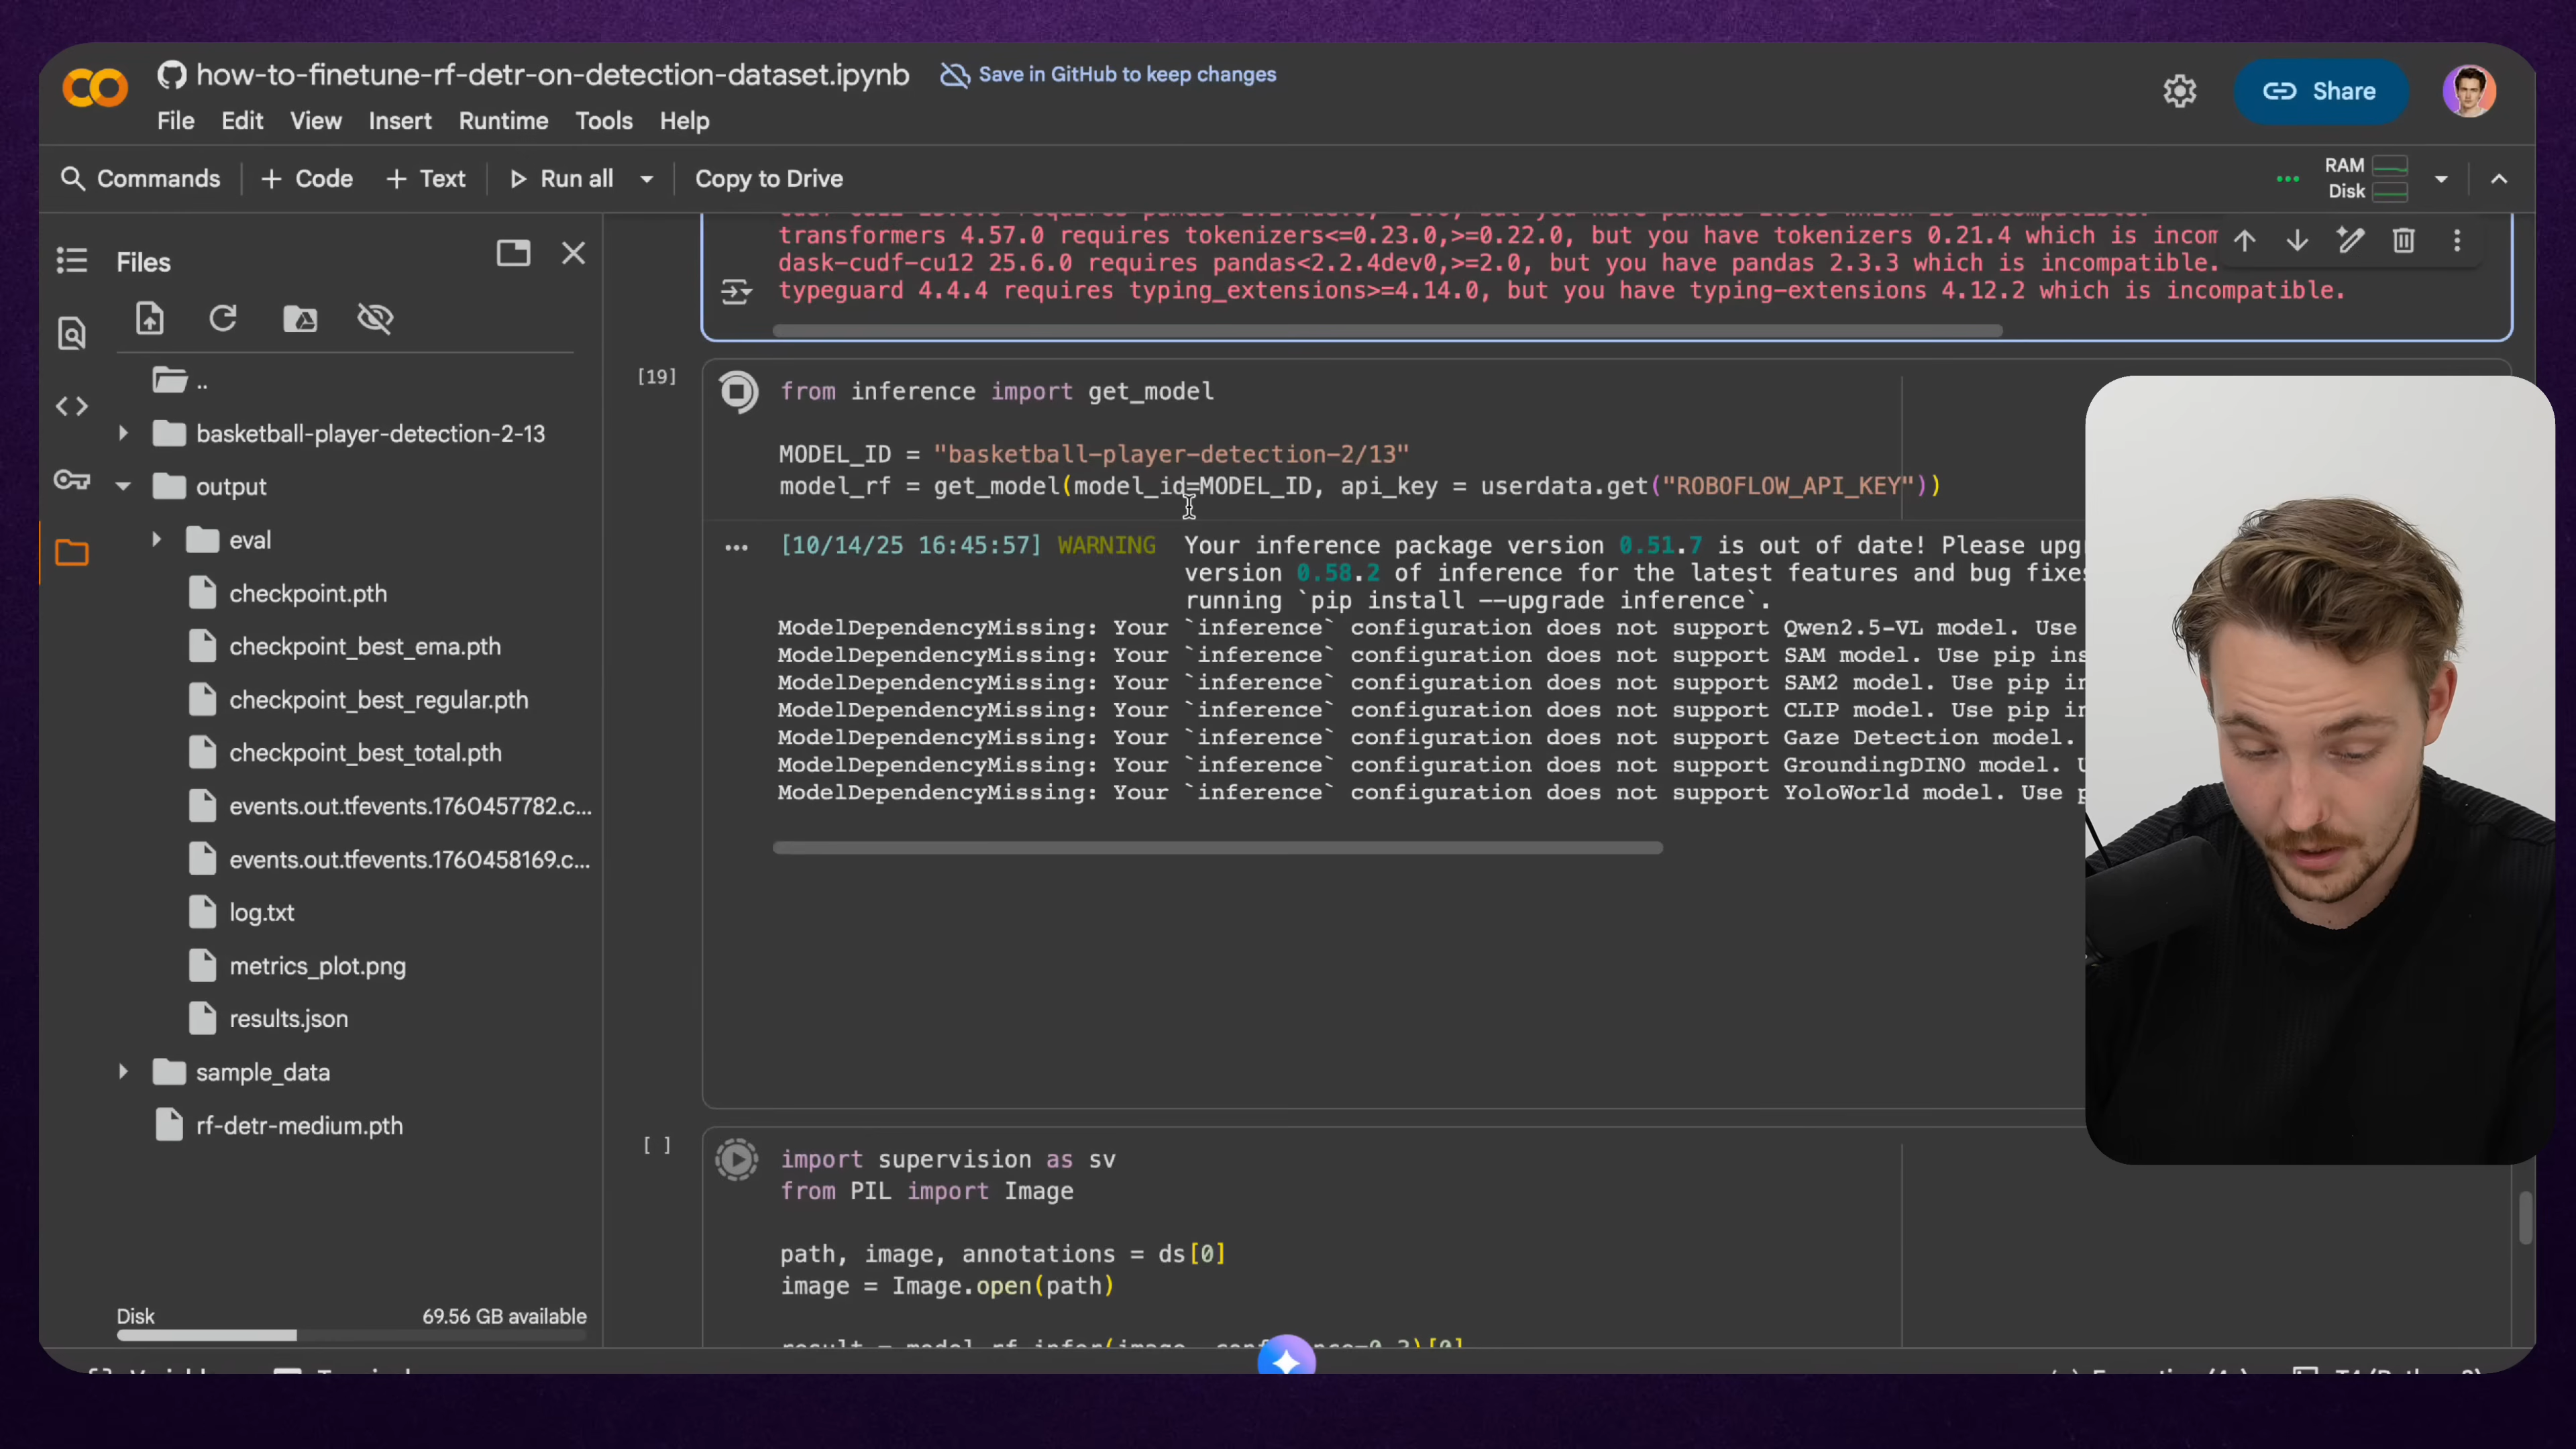 how-to-finetune-rf-detr-on-detection-dataset.ipynb
Save in GitHub to keep changes
Share
File Edit View Insert Runtime Tools Help
Commands + Code + Text Run all Copy to Drive
RAM
Disk
Files
..
basketball-player-detection-2-13
output
eval
checkpoint.pth
checkpoint_best_ema.pth
checkpoint_best_regular.pth
checkpoint_best_total.pth
events.out.tfevents.1760457782.c...
events.out.tfevents.1760458169.c...
log.txt
metrics_plot.png
results.json
sample_data
rf-detr-medium.pth
Disk 69.56 GB available
transformers 4.57.0 requires tokenizers<=0.23.0,>=0.22.0, but you have tokenizers 0.21.4 which is incom
dask-cudf-cu12 25.6.0 requires pandas<2.2.4dev0,>=2.0, but you have pandas 2.3.3 which is incompatible.
typeguard 4.4.4 requires typing_extensions>=4.14.0, but you have typing-extensions 4.12.2 which is incompatible.
[19]
from inference import get_model
MODEL_ID = "basketball-player-detection-2/13"
model_rf = get_model(model_id=MODEL_ID, api_key = userdata.get("ROBOFLOW_API_KEY"))
[10/14/25 16:45:57] WARNING Your inference package version 0.51.7 is out of date! Please upg
version 0.58.2 of inference for the latest features and bug fixes
running `pip install --upgrade inference`.
ModelDependencyMissing: Your `inference` configuration does not support Qwen2.5-VL model. Use
ModelDependencyMissing: Your `inference` configuration does not support SAM model. Use pip ins
ModelDependencyMissing: Your `inference` configuration does not support SAM2 model. Use pip in
ModelDependencyMissing: Your `inference` configuration does not support CLIP model. Use pip in
ModelDependencyMissing: Your `inference` configuration does not support Gaze Detection model.
ModelDependencyMissing: Your `inference` configuration does not support GroundingDINO model. U
ModelDependencyMissing: Your `inference` configuration does not support YoloWorld model. Use p
[ ]
import supervision as sv
from PIL import Image
path, image, annotations = ds[0]
image = Image.open(path)